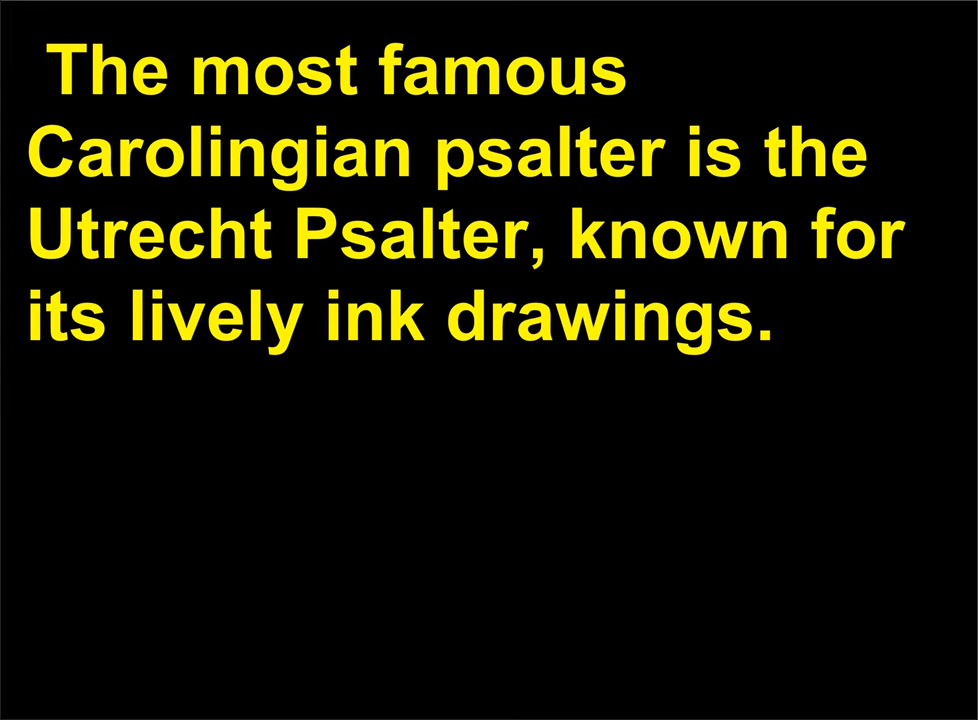 The most famous
Carolingian psalter is the
Utrecht Psalter, known for
its lively ink drawings.